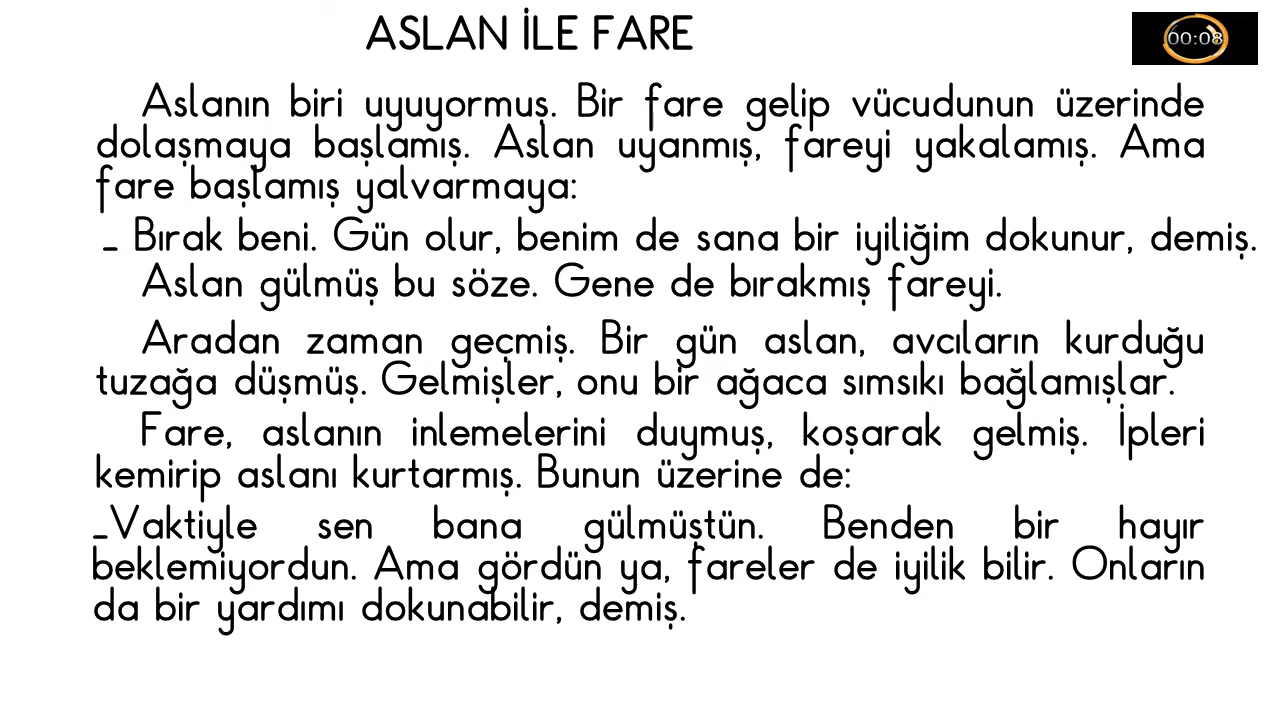 ASLAN İLE FARE
00:08
Aslanın biri uyuyormuş. Bir fare gelip vücudunun üzerinde
dolaşmaya başlamış. Aslan uyanmış, fareyi yakalamış. Ama
fare başlamış yalvarmaya:
_ Bırak beni. Gün olur, benim de sana bir iyiliğim dokunur, demiş.
Aslan gülmüş bu söze. Gene de bırakmış fareyi.
Aradan zaman geçmiş. Bir gün aslan, avcıların kurduğu
tuzağa düşmüş. Gelmişler, onu bir ağaca sımsıkı bağlamışlar.
Fare, aslanın inlemelerini duymuş, koşarak gelmiş. İpleri
kemirip aslanı kurtarmış. Bunun üzerine de:
_Vaktiyle sen bana gülmüştün. Benden bir hayır
beklemiyordun. Ama gördün ya, fareler de iyilik bilir. Onların
da bir yardımı dokunabilir, demiş.